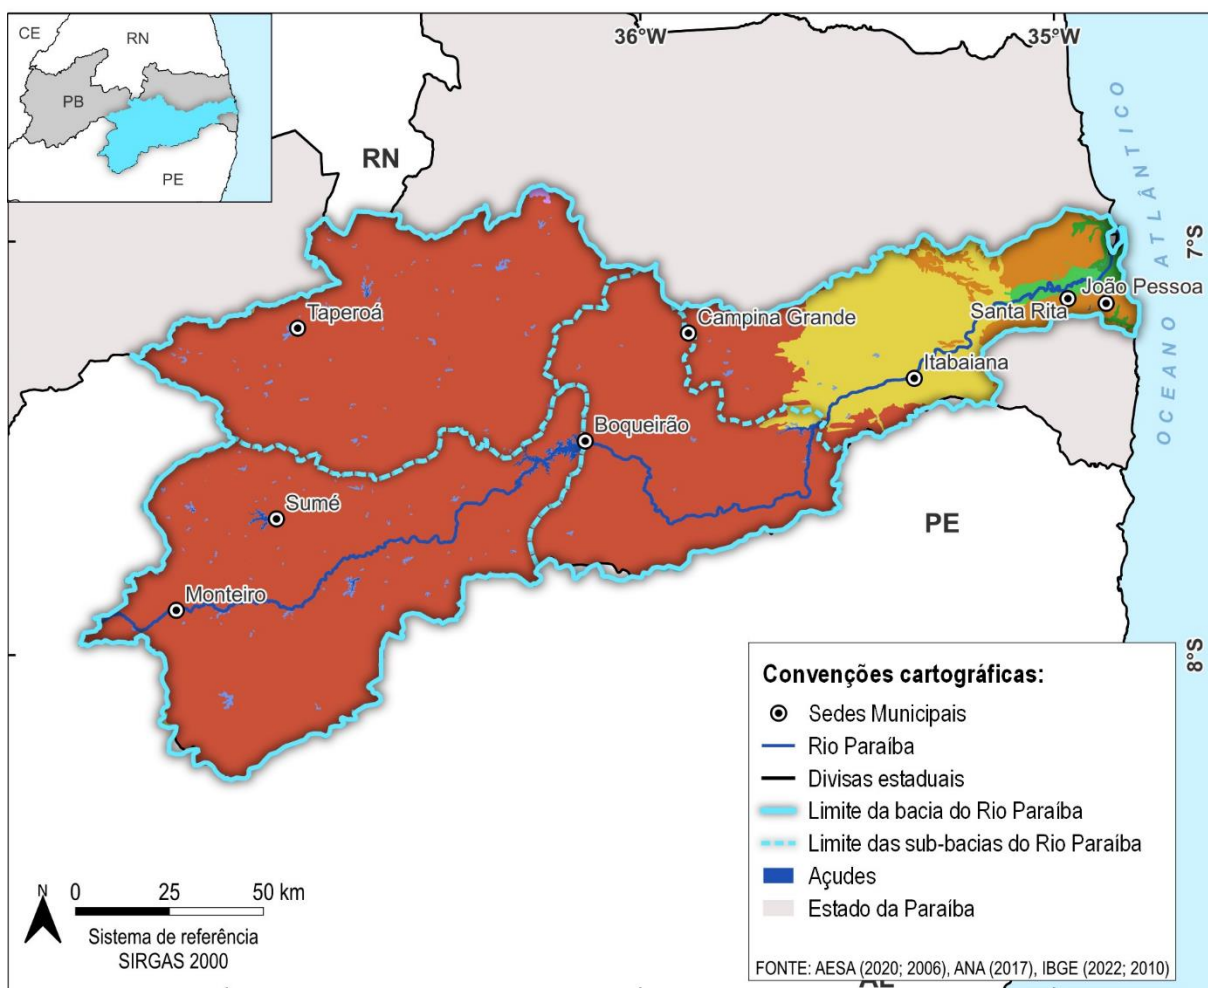 CE
RN
PB
PE
36°W
35°W
RN
7°S
OCEANO ATLÂNTICO
João Pessoa
Santa Rita
Taperoá
Campina Grande
Itabaiana
Boqueirão
Sumé
PE
Monteiro
8°S
Convenções cartográficas:
Sedes Municipais
Rio Paraíba
Divisas estaduais
Limite da bacia do Rio Paraíba
Limite das sub-bacias do Rio Paraíba
Açudes
Estado da Paraíba
FONTE: AESA (2020; 2006), ANA (2017), IBGE (2022; 2010)
N
0 25 50 km
Sistema de referência
SIRGAS 2000